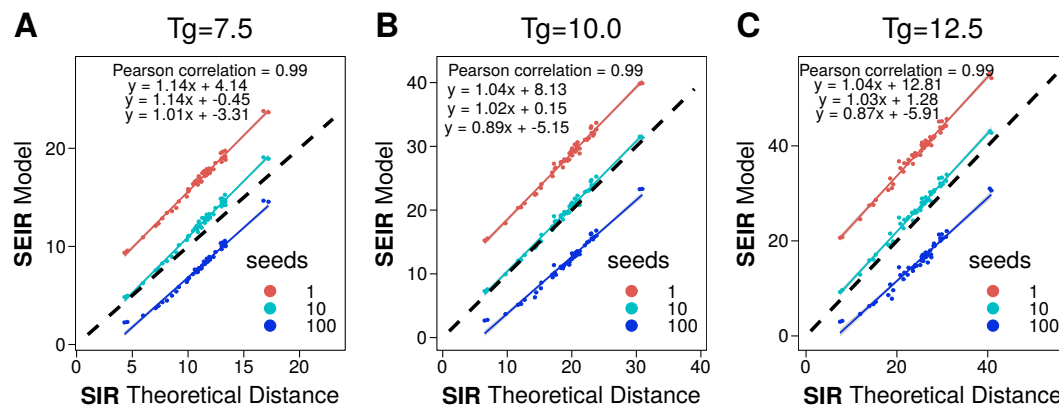 A
Tg=7.5
Pearson correlation = 0.99
y = 1.14x + 4.14
y = 1.14x + -0.45
y = 1.01x + -3.31
20
10
0
SEIR Model
seeds
1
10
100
0 5 10 15 20
SIR Theoretical Distance
B
Tg=10.0
Pearson correlation = 0.99
y = 1.04x + 8.13
y = 1.02x + 0.15
y = 0.89x + -5.15
40
30
20
10
0
SEIR Model
seeds
1
10
100
0 10 20 30 40
SIR Theoretical Distance
C
Tg=12.5
Pearson correlation = 0.99
y = 1.04x + 12.81
y = 1.03x + 1.28
y = 0.87x + -5.91
40
20
0
SEIR Model
seeds
1
10
100
0 20 40
SIR Theoretical Distance